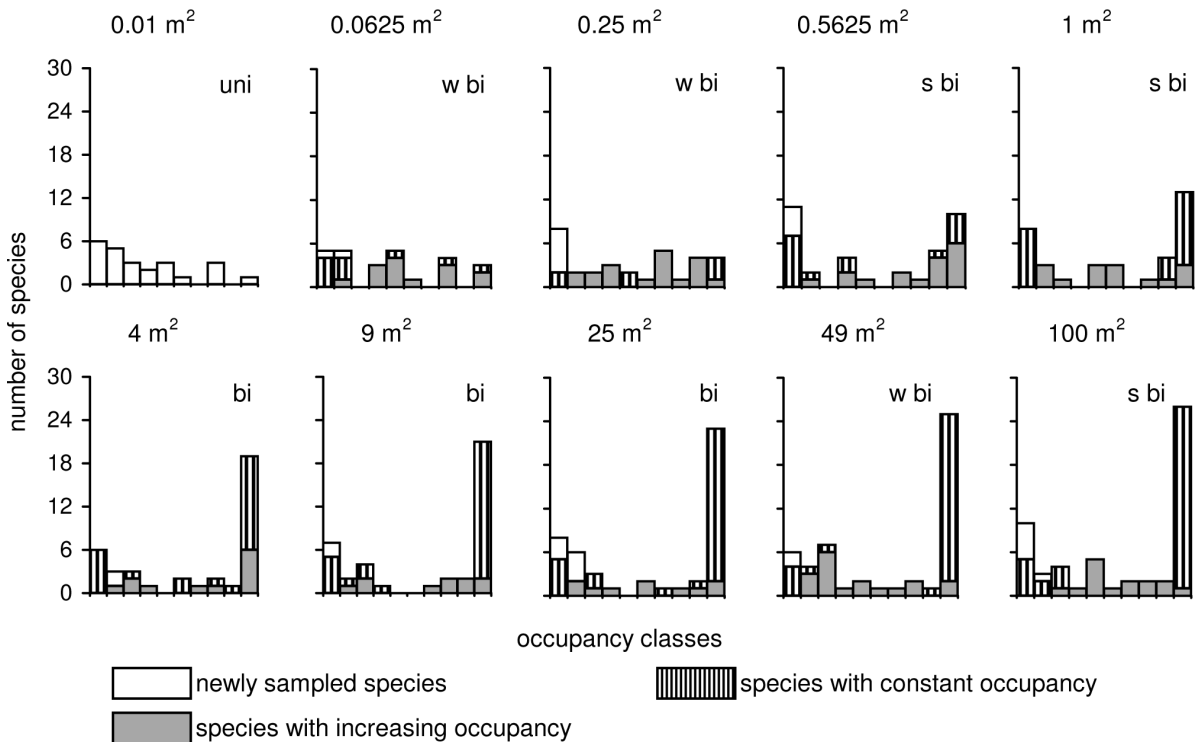 0.01 m² 0.0625 m² 0.25 m² 0.5625 m² 1 m²
30
24
18
12
6
0
uni w bi w bi s bi s bi
number of species
4 m² 9 m² 25 m² 49 m² 100 m²
30
24
18
12
6
0
bi bi bi w bi s bi
occupancy classes
newly sampled species species with constant occupancy
species with increasing occupancy